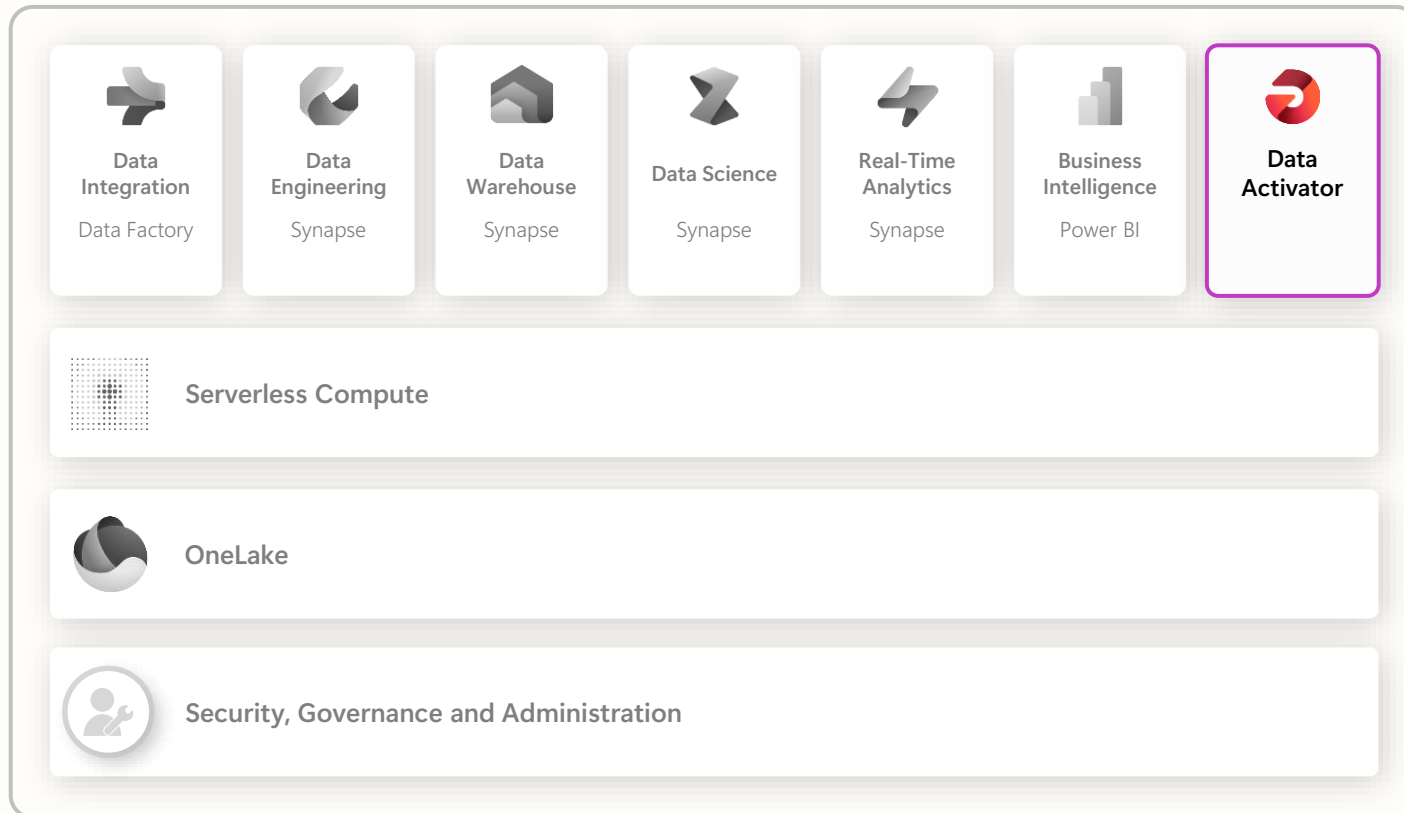 Data
Integration
Data Factory
Data
Engineering
Synapse
Data
Warehouse
Synapse
Data Science
Synapse
Real-Time
Analytics
Synapse
Business
Intelligence
Power BI
Data
Activator
Serverless Compute
OneLake
Security, Governance and Administration